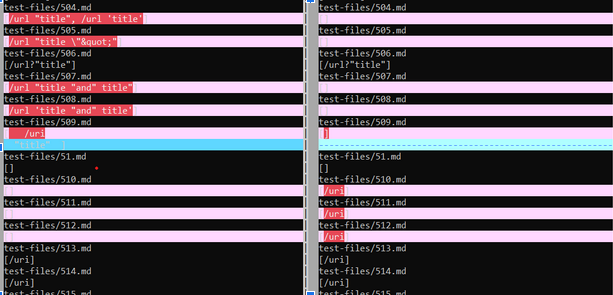 test-files/504.md
/url "title", /url 'title'
test-files/505.md
/url "title \"&quot;"
test-files/506.md
[/url?"title"]
test-files/507.md
/url "title "and" title"
test-files/508.md
/url 'title "and" title'
test-files/509.md
/uri
"title"
test-files/51.md
[]
test-files/510.md
test-files/511.md
test-files/512.md
test-files/513.md
[/uri]
test-files/514.md
[/uri]
test-files/515.md
test-files/504.md
test-files/505.md
test-files/506.md
[/url?"title"]
test-files/507.md
test-files/508.md
test-files/509.md
]
test-files/51.md
[]
test-files/510.md
/uri
test-files/511.md
/uri
test-files/512.md
/uri
test-files/513.md
[/uri]
test-files/514.md
[/uri]
test-files/515.md